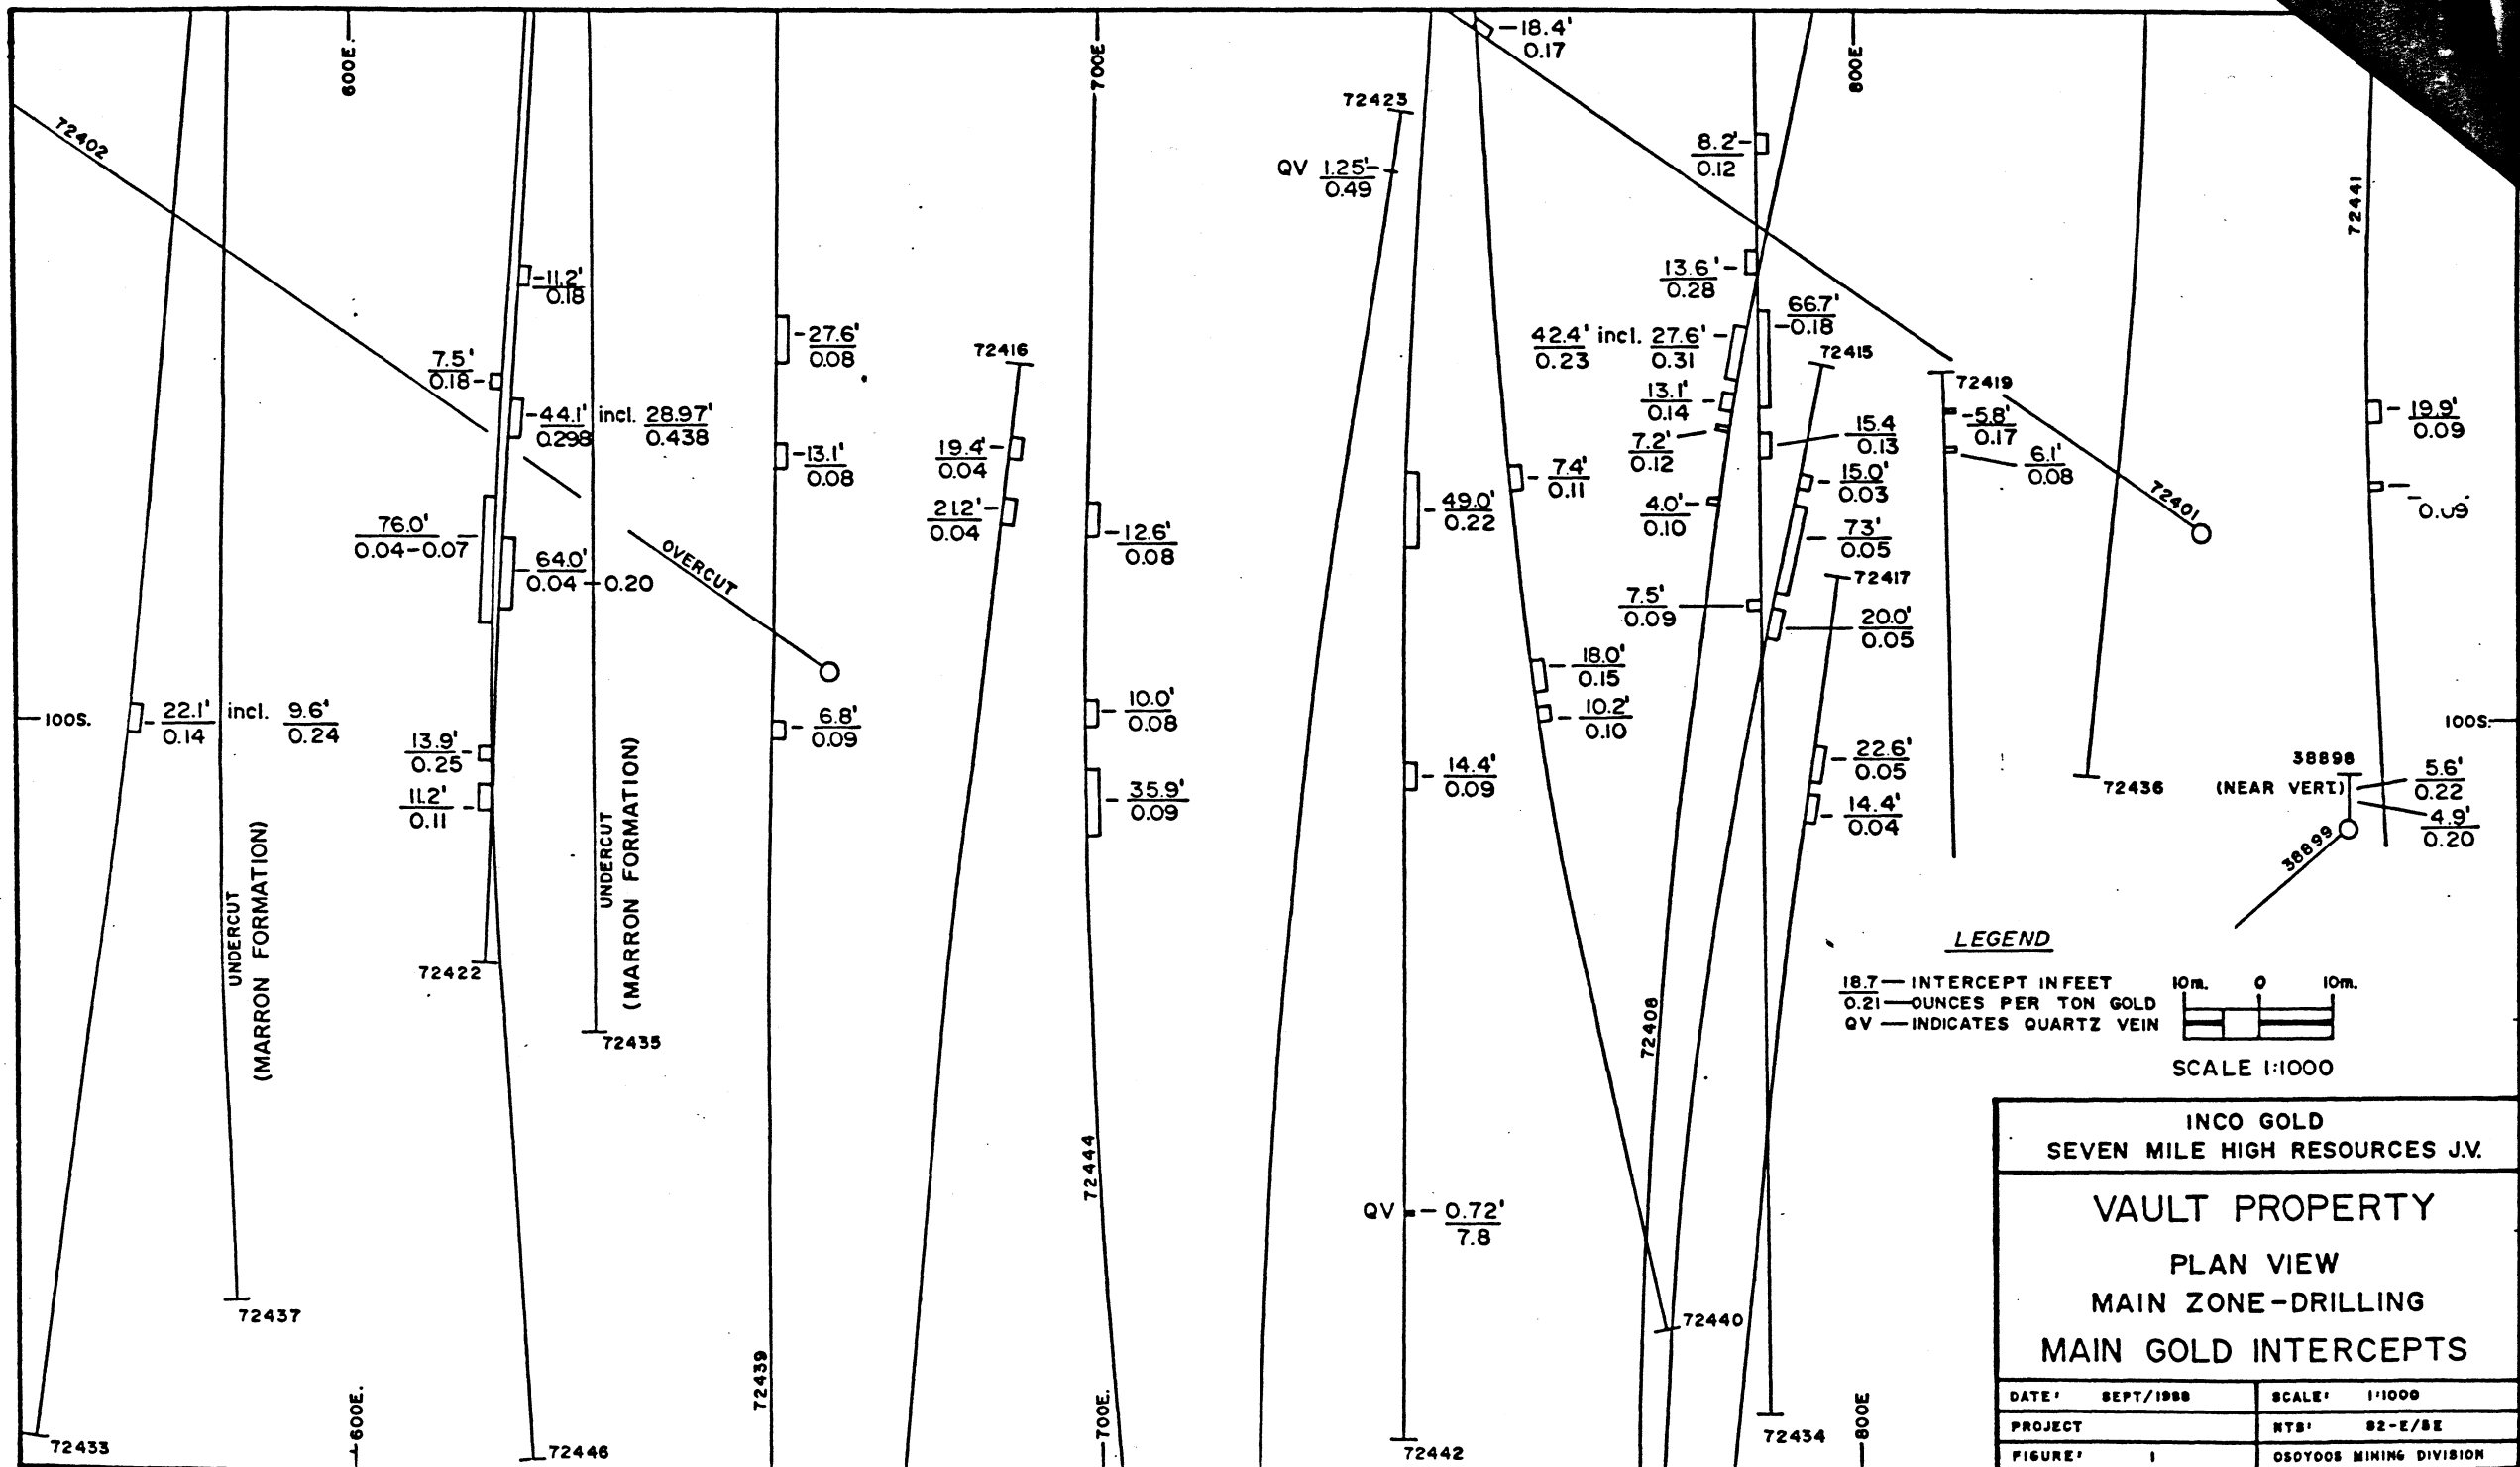 600E.
700E
800E
18.4'
0.17
72423
72402
QV 1.25'
0.49
8.2'
0.12
72441
11.2'
0.18
13.6'
0.28
66.7'
0.18
27.6'
0.08
42.4' incl. 27.6'
0.23 0.31
72416
72415
7.5'
0.18
72419
13.1'
0.14
5.8'
0.17
19.9'
0.09
44.1' incl. 28.97'
0.298 0.438
7.2'
0.12
15.4
0.13
13.1'
0.08
19.4'
0.04
6.1'
0.08
7.4'
0.11
15.0'
0.03
72401
49.0'
0.22
4.0'
0.10
0.09
21.2'
0.04
76.0'
0.04-0.07
12.6'
0.08
73'
0.05
64.0'
0.04 - 0.20
OVERCUT
72417
7.5'
0.09
20.0'
0.05
18.0'
0.15
100S.
22.1' incl. 9.6'
0.14 0.24
10.0'
0.08
10.2'
0.10
100S.
6.8'
0.09
13.9'
0.25
22.6'
0.05
38898
(NEAR VERT.)
5.6'
0.22
14.4'
0.09
72436
11.2'
0.11
35.9'
0.09
14.4'
0.04
4.9'
0.20
38899
UNDERCUT
(MARRON FORMATION)
UNDERCUT
(MARRON FORMATION)
72422
72435
LEGEND
18.7 — INTERCEPT IN FEET
0.21 — OUNCES PER TON GOLD
QV — INDICATES QUARTZ VEIN
10m. 0 10m.
SCALE 1:1000
72408
72444
QV 0.72'
7.8
72437
72440
72439
72433
600E.
72446
700E.
72442
72434
800E
INCO GOLD
SEVEN MILE HIGH RESOURCES J.V.
VAULT PROPERTY
PLAN VIEW
MAIN ZONE-DRILLING
MAIN GOLD INTERCEPTS
DATE: SEPT/1988
SCALE: 1:1000
PROJECT
NTS: 82-E/5E
FIGURE: 1
OSOYOOS MINING DIVISION